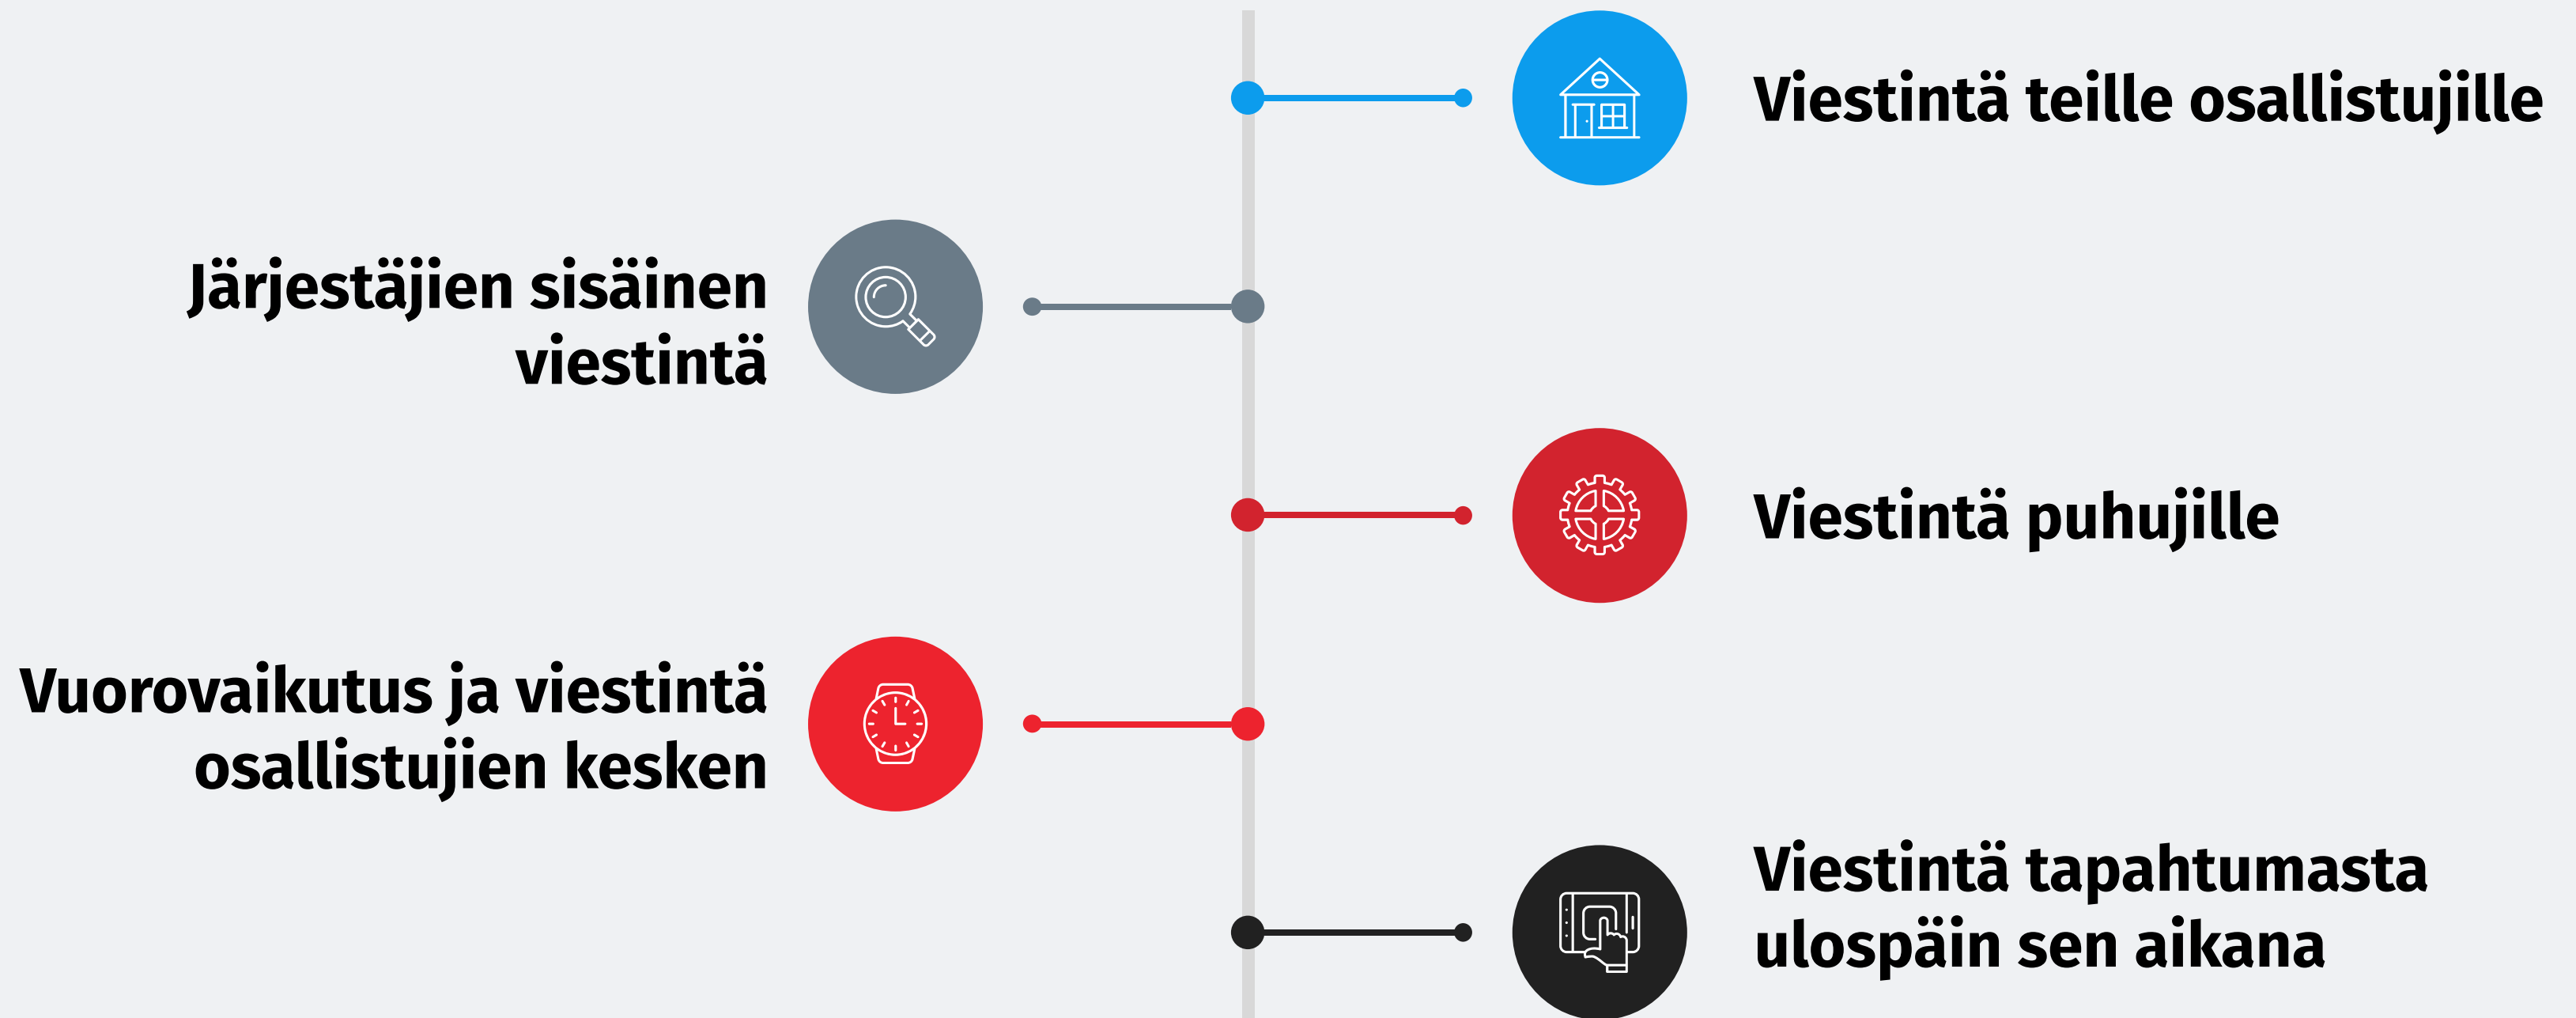 Viestintä teille osallistujille
Järjestäjien sisäinen
viestintä
Viestintä puhujille
Vuorovaikutus ja viestintä
osallistujien kesken
Viestintä tapahtumasta
ulospäin sen aikana